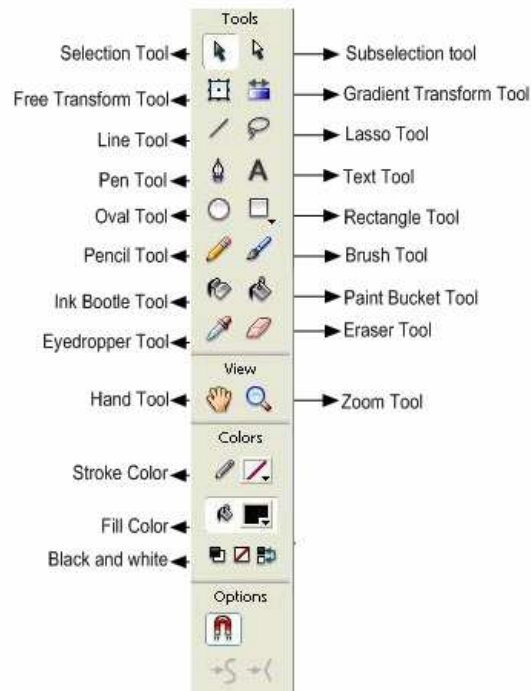 Tools
Selection Tool
Subselection tool
Free Transform Tool
Gradient Transform Tool
Line Tool
Lasso Tool
Pen Tool
Text Tool
Oval Tool
Rectangle Tool
Pencil Tool
Brush Tool
Ink Bootle Tool
Paint Bucket Tool
Eyedropper Tool
Eraser Tool
View
Hand Tool
Zoom Tool
Colors
Stroke Color
Fill Color
Black and white
Options